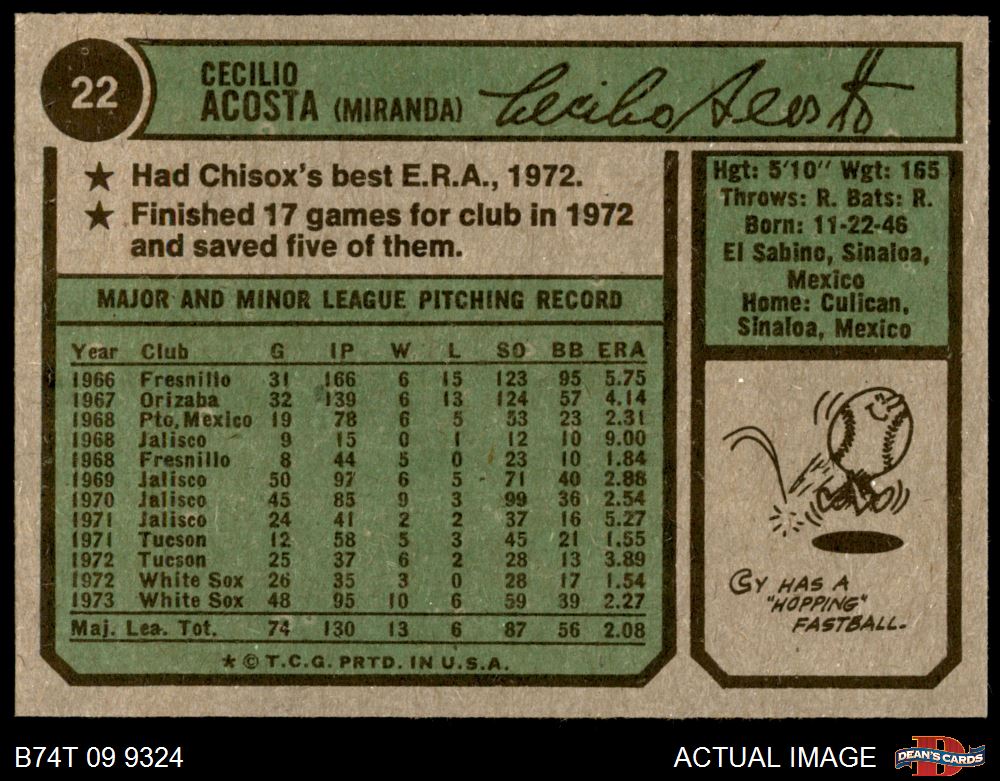 22
CECILIO
ACOSTA (MIRANDA)
Cecilio Acosta
★ Had Chisox's best E.R.A., 1972.
★ Finished 17 games for club in 1972
and saved five of them.
MAJOR AND MINOR LEAGUE PITCHING RECORD
Year Club G IP W L SO BB ERA
1966 Fresnillo 31 166 6 15 123 95 5.75
1967 Orizaba 32 139 6 13 124 57 4.14
1968 Pto, Mexico 19 78 6 5 53 23 2.31
1968 Jalisco 9 15 0 1 12 10 9.00
1968 Fresnillo 8 44 5 0 23 10 1.84
1969 Jalisco 50 97 6 5 71 40 2.88
1970 Jalisco 45 85 9 3 99 36 2.54
1971 Jalisco 24 41 2 2 37 16 5.27
1971 Tucson 12 58 5 3 45 21 1.55
1972 Tucson 25 37 6 2 28 13 3.89
1972 White Sox 26 35 3 0 28 17 1.54
1973 White Sox 48 95 10 6 59 39 2.27
Maj. Lea. Tot. 74 130 13 6 87 56 2.08
★ © T.C.G. PRTD. IN U.S.A.
Hgt: 5'10" Wgt: 165
Throws: R. Bats: R.
Born: 11-22-46
El Sabino, Sinaloa,
Mexico
Home: Culican,
Sinaloa, Mexico
CY HAS A
"HOPPING"
FASTBALL.
B74T 09 9324
ACTUAL IMAGE
D
DEAN'S CARDS